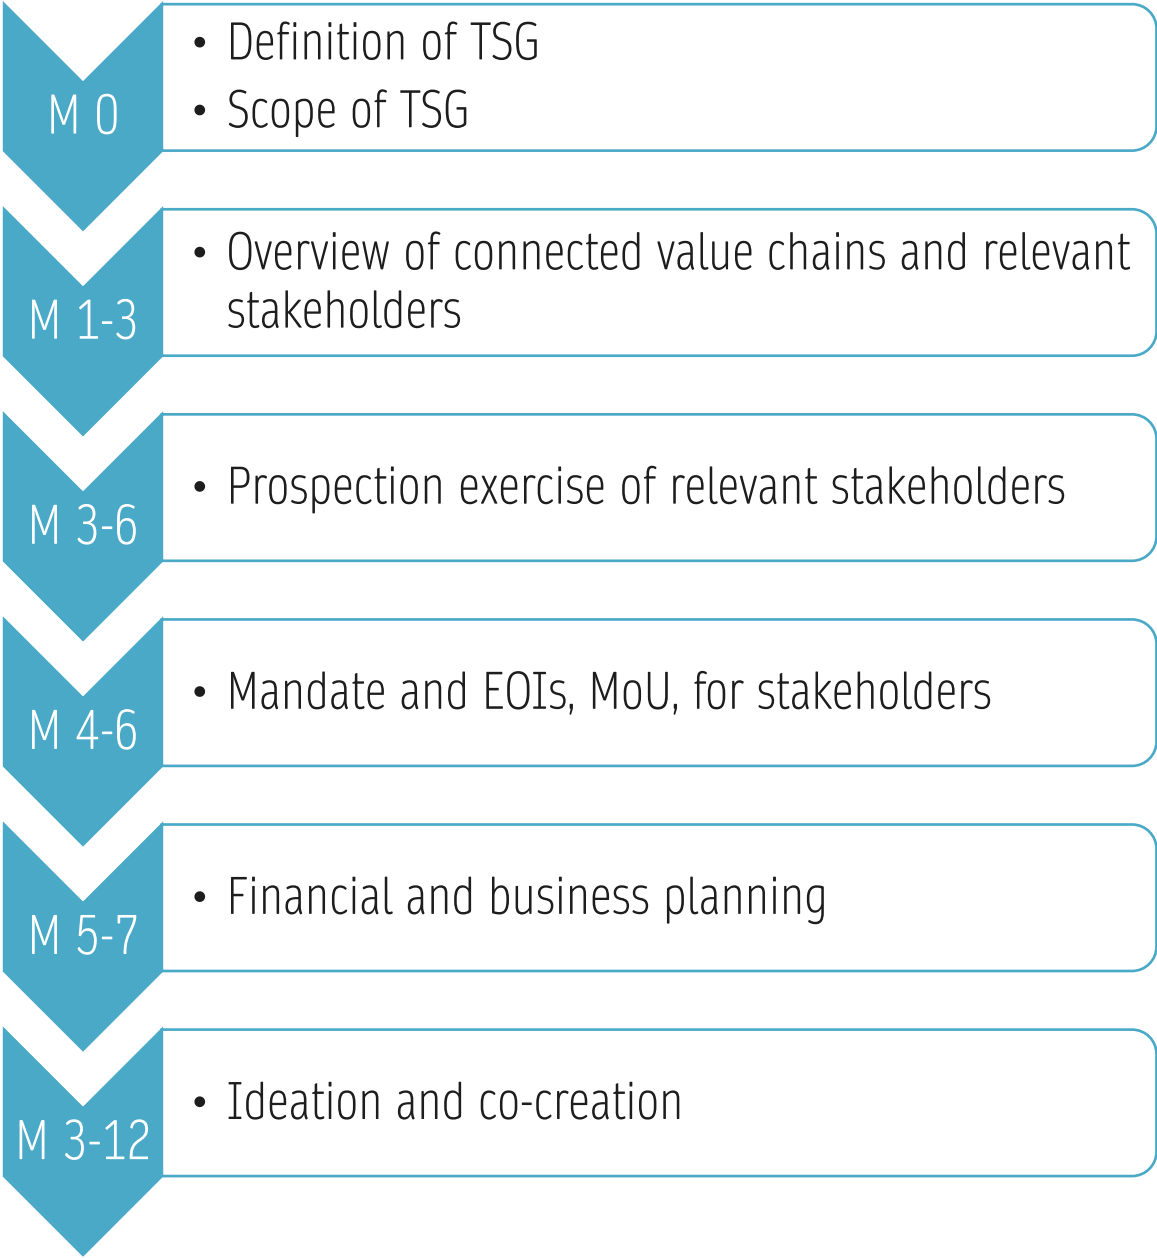 M 0
• Definition of TSG
• Scope of TSG
M 1-3
• Overview of connected value chains and relevant
stakeholders
M 3-6
• Prospection exercise of relevant stakeholders
M 4-6
• Mandate and EOIs, MoU, for stakeholders
M 5-7
• Financial and business planning
M 3-12
• Ideation and co-creation